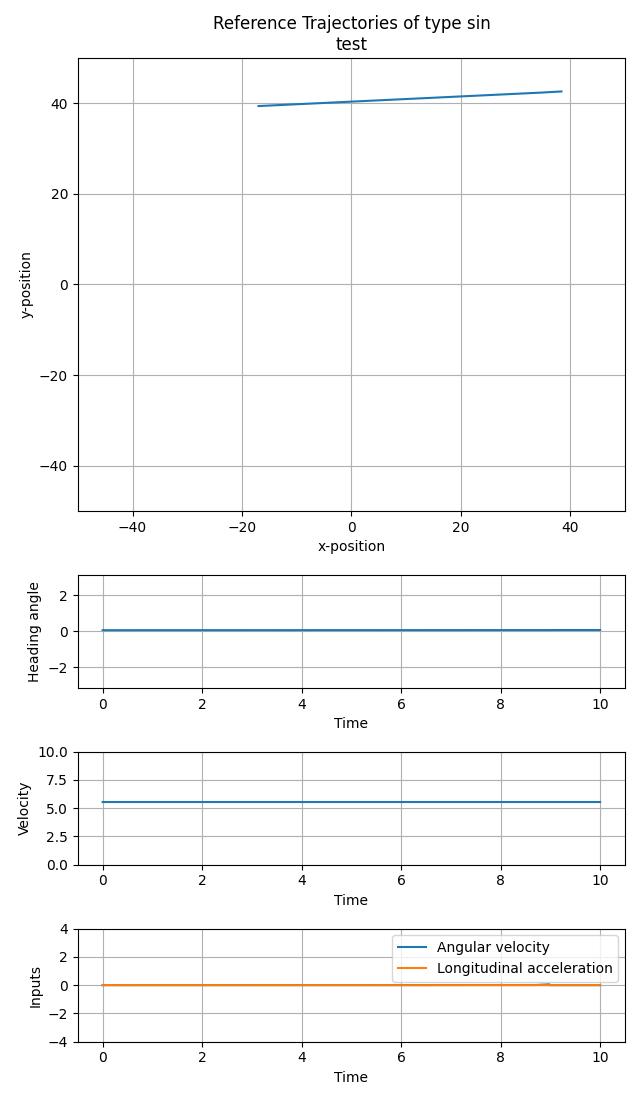 Reference Trajectories of type sin
test
40
20
0
−20
−40
y-position
−40 −20 0 20 40
x-position
2
0
−2
Heading angle
0 2 4 6 8 10
Time
10.0
7.5
5.0
2.5
0.0
Velocity
0 2 4 6 8 10
Time
4
2
0
−2
−4
Inputs
Angular velocity
Longitudinal acceleration
0 2 4 6 8 10
Time